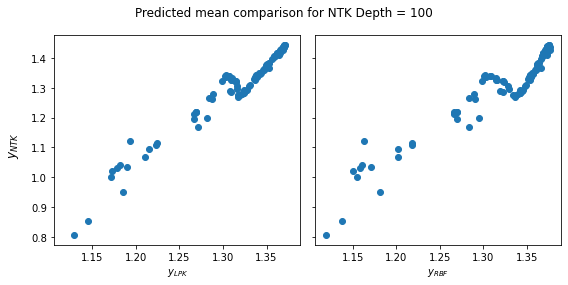 Predicted mean comparison for NTK Depth = 100
1.4
1.3
1.2
1.1
1.0
0.9
0.8
y_NTK
1.15 1.20 1.25 1.30 1.35
1.15 1.20 1.25 1.30 1.35
y_LPK
y_RBF